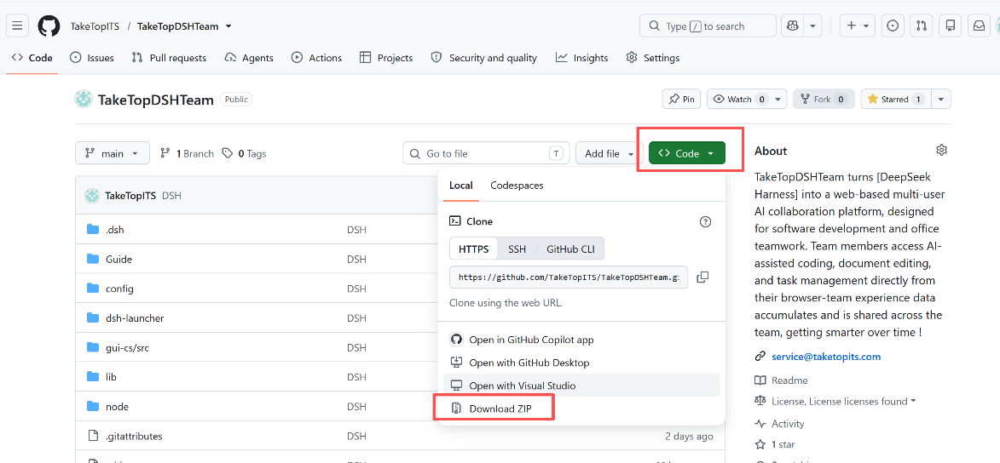 TakeTopITS / TakeTopDSHTeam
Type / to search
Code Issues Pull requests Agents Actions Projects Security and quality Insights Settings
TakeTopDSHTeam Public
Pin Watch 0 Fork 0 Starred 1
main 1 Branch 0 Tags Go to file T Add file Code
TakeTopITS DSH
.dsh DSH
Guide DSH
config DSH
dsh-launcher DSH
gui-cs/src DSH
lib DSH
node DSH
.gitattributes DSH 2 days ago
Local Codespaces
Clone
HTTPS SSH GitHub CLI
https://github.com/TakeTopITS/TakeTopDSHTeam.g
Clone using the web URL.
Open in GitHub Copilot app
Open with GitHub Desktop
Open with Visual Studio
Download ZIP
About
TakeTopDSHTeam turns [DeepSeek
Harness] into a web-based multi-user
AI collaboration platform, designed
for software development and office
teamwork. Team members access AI-
assisted coding, document editing,
and task management directly from
their browser-team experience data
accumulates and is shared across the
team, getting smarter over time !
service@taketopits.com
Readme
License, License licenses found
Activity
1 star